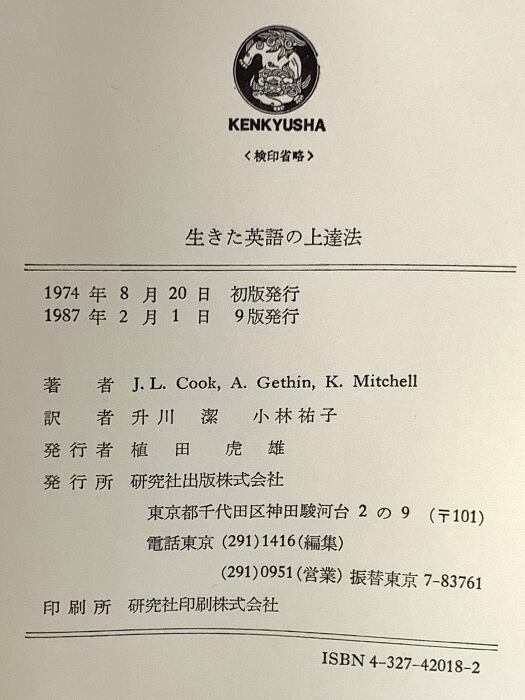 KENKYUSHA
〈検印省略〉
生きた英語の上達法
1974 年 8 月 20 日 初版発行
1987 年 2 月 1 日 9版発行
著 者 J. L. Cook, A. Gethin, K. Mitchell
訳 者 升川 潔 小林祐子
発行者 植田 虎雄
発行所 研究社出版株式会社
東京都千代田区神田駿河台 2 の 9 (〒101)
電話東京 (291) 1416 (編集)
(291) 0951 (営業) 振替東京 7-83761
印刷所 研究社印刷株式会社
ISBN 4-327-42018-2